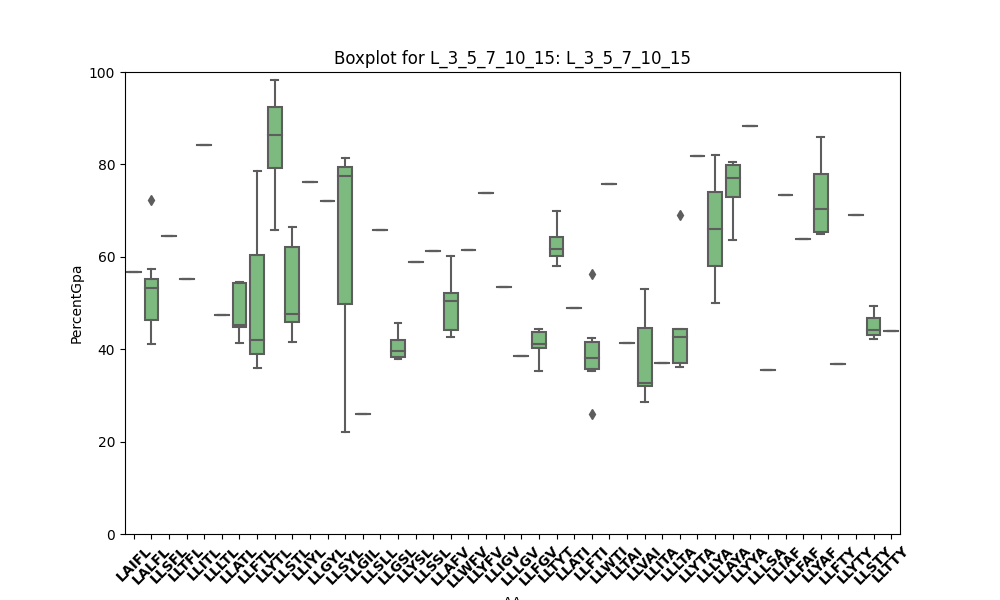 Boxplot for L_3_5_7_10_15: L_3_5_7_10_15
PercentGpa
100
80
60
40
20
0
LAIFL
LALFL
LLSFL
LLTFL
LLITL
LLLTL
LLATL
LLFTL
LLYTL
LLSTL
LLIYL
LLGYL
LLSYL
LLGIL
LLSLL
LLGSL
LLYSL
LLSSL
LLAFV
LLWFV
LLYFV
LLIGV
LLLGV
LLFGV
LLTYT
LLATI
LLFTI
LLWTI
LLTAI
LLVAI
LLITA
LLLTA
LLYTA
LLLYA
LLAYA
LLYYA
LLLSA
LLIAF
LLFAF
LLYAF
LLFTY
LLYTY
LLSTY
LLTTY